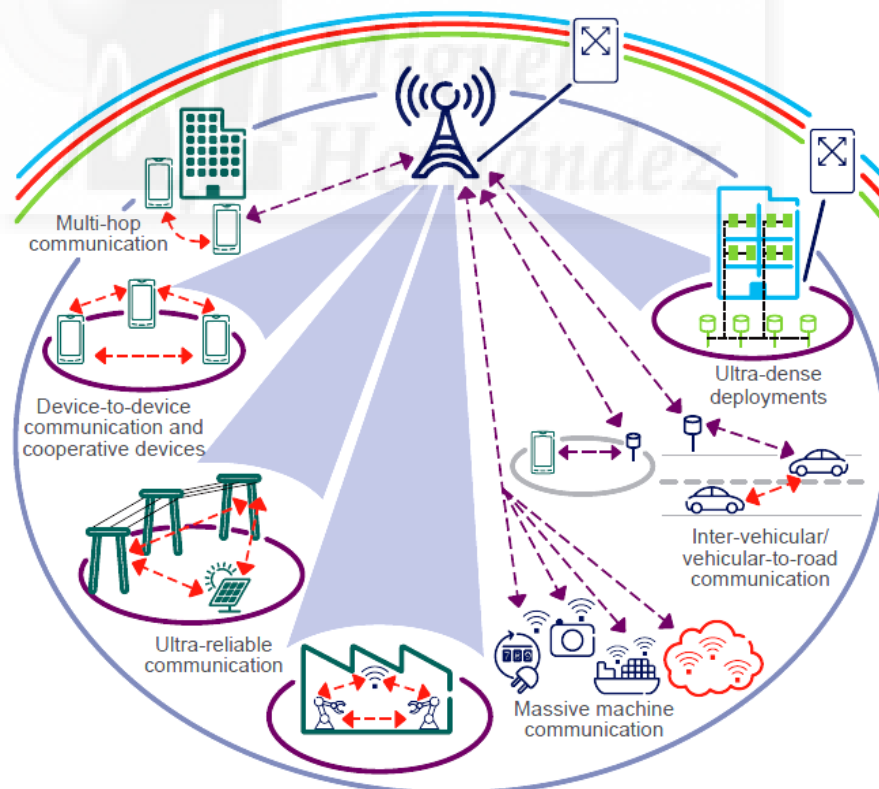 Miguel
Hernández
Multi-hop
communication
Device-to-device
communication and
cooperative devices
Ultra-dense
deployments
Inter-vehicular/
vehicular-to-road
communication
Ultra-reliable
communication
Massive machine
communication